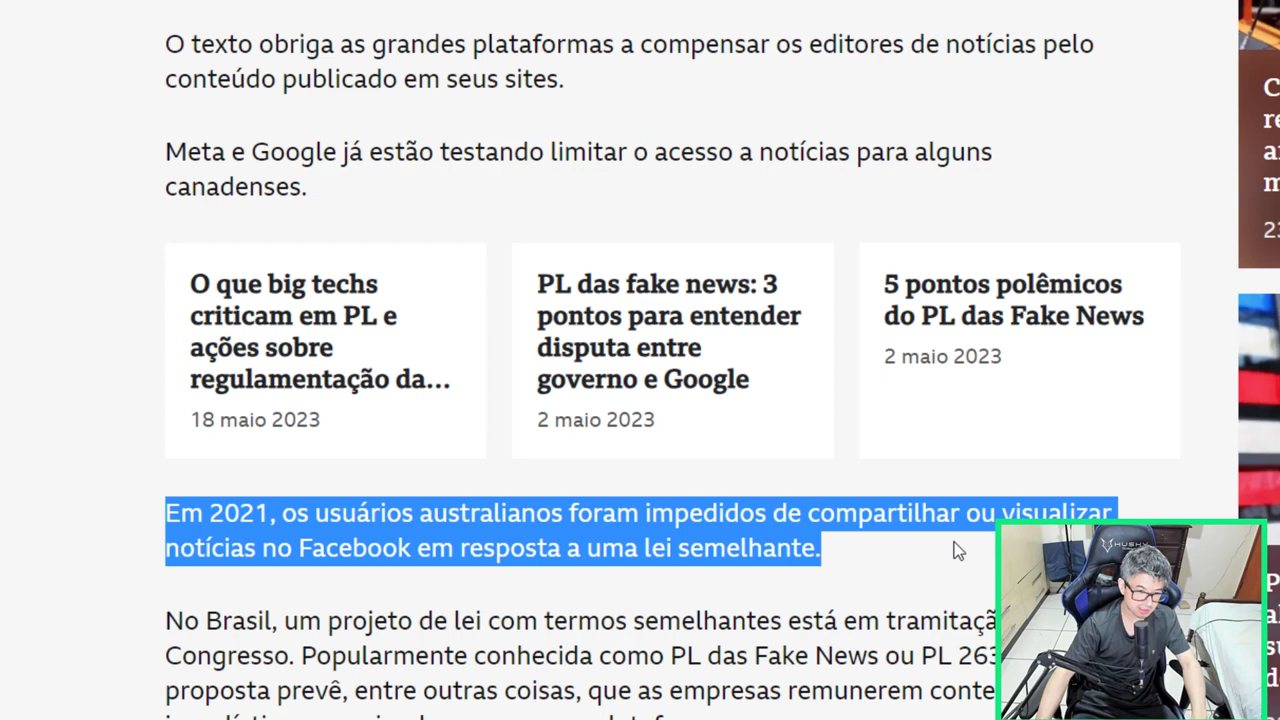 O texto obriga as grandes plataformas a compensar os editores de notícias pelo
conteúdo publicado em seus sites.
Meta e Google já estão testando limitar o acesso a notícias para alguns
canadenses.
O que big techs
criticam em PL e
ações sobre
regulamentação da...
18 maio 2023
PL das fake news: 3
pontos para entender
disputa entre
governo e Google
2 maio 2023
5 pontos polêmicos
do PL das Fake News
2 maio 2023
Em 2021, os usuários australianos foram impedidos de compartilhar ou visualizar
notícias no Facebook em resposta a uma lei semelhante.
No Brasil, um projeto de lei com termos semelhantes está em
Congresso. Popularmente conhecida como PL das Fake News ou PL
proposta prevê, entre outras coisas, que as empresas remunerem